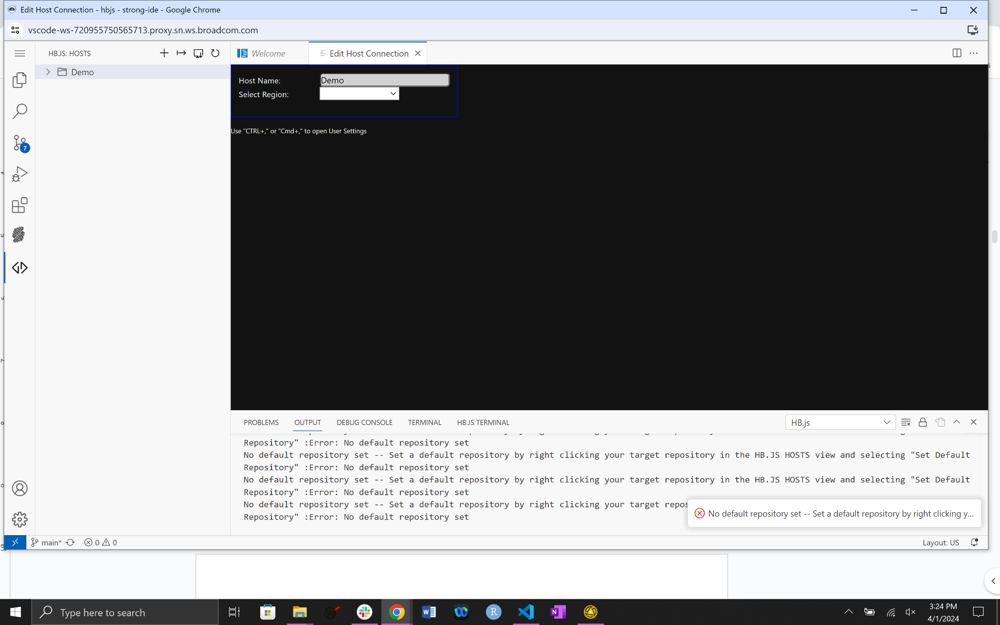 Edit Host Connection - hbjs - strong-ide - Google Chrome
vscode-ws-720955750565713.proxy.sn.ws.broadcom.com
HB.JS: HOSTS
Welcome
Edit Host Connection
Demo
Host Name:
Demo
Select Region:
Use "CTRL+," or "Cmd+," to open User Settings
7
PROBLEMS
OUTPUT
DEBUG CONSOLE
TERMINAL
HB.JS TERMINAL
HB.js
Repository" :Error: No default repository set
No default repository set -- Set a default repository by right clicking your target repository in the HB.JS HOSTS view and selecting "Set Default
Repository" :Error: No default repository set
No default repository set -- Set a default repository by right clicking your target repository in the HB.JS HOSTS view and selecting "Set Default
Repository" :Error: No default repository set
No default repository set -- Set a default repository by right clicking your target repos
Repository" :Error: No default repository set
No default repository set -- Set a default repository by right clicking y...
main*
0
0
Layout: US
Type here to search
3:24 PM
4/1/2024